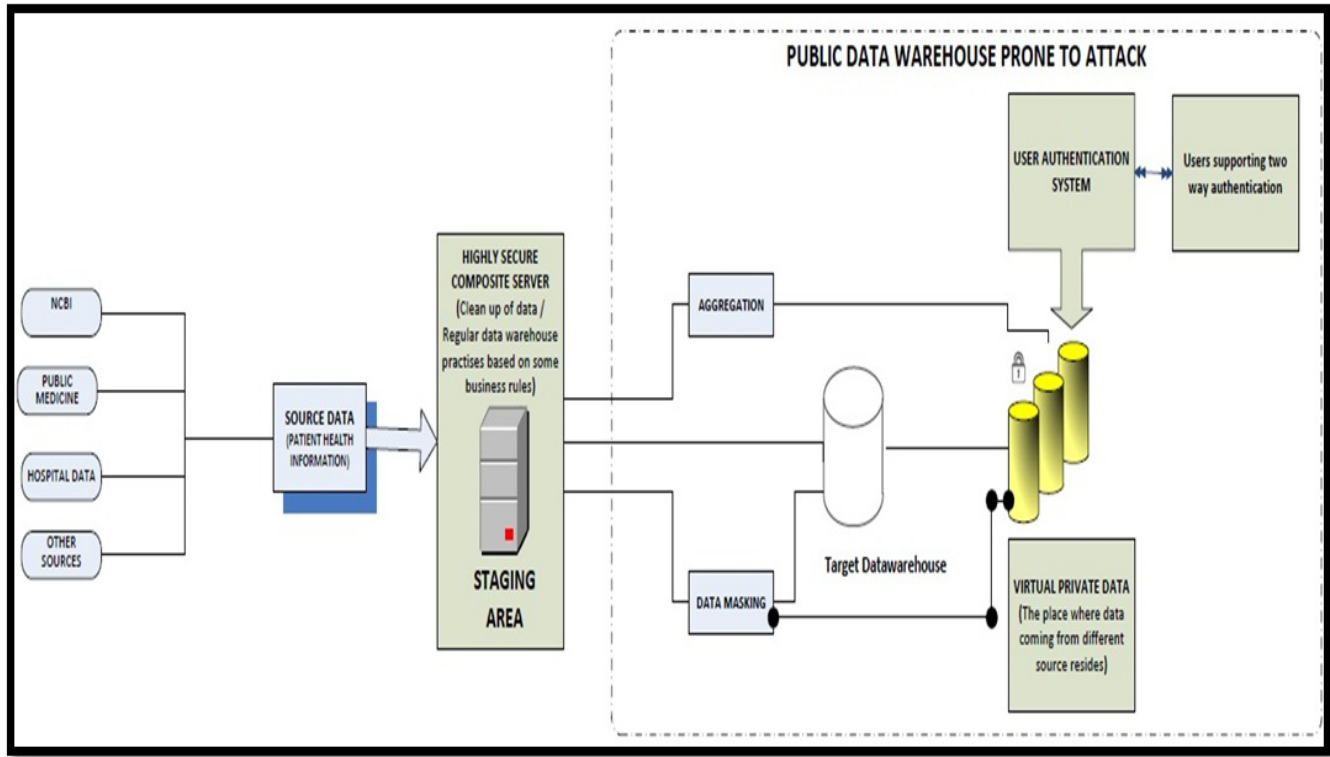 PUBLIC DATA WAREHOUSE PRONE TO ATTACK
USER AUTHENTICATION
SYSTEM
Users supporting two
way authentication
HIGHLY SECURE
COMPOSITE SERVER
(Clean up of data /
Regular data warehouse
practises based on some
business rules)
STAGING
AREA
NCBI
PUBLIC
MEDICINE
HOSPITAL DATA
OTHER
SOURCES
SOURCE DATA
(PATIENT HEALTH
INFORMATION)
AGGREGATION
Target Datawarehouse
DATA MASKING
VIRTUAL PRIVATE DATA
(The place where data
coming from different
source resides)